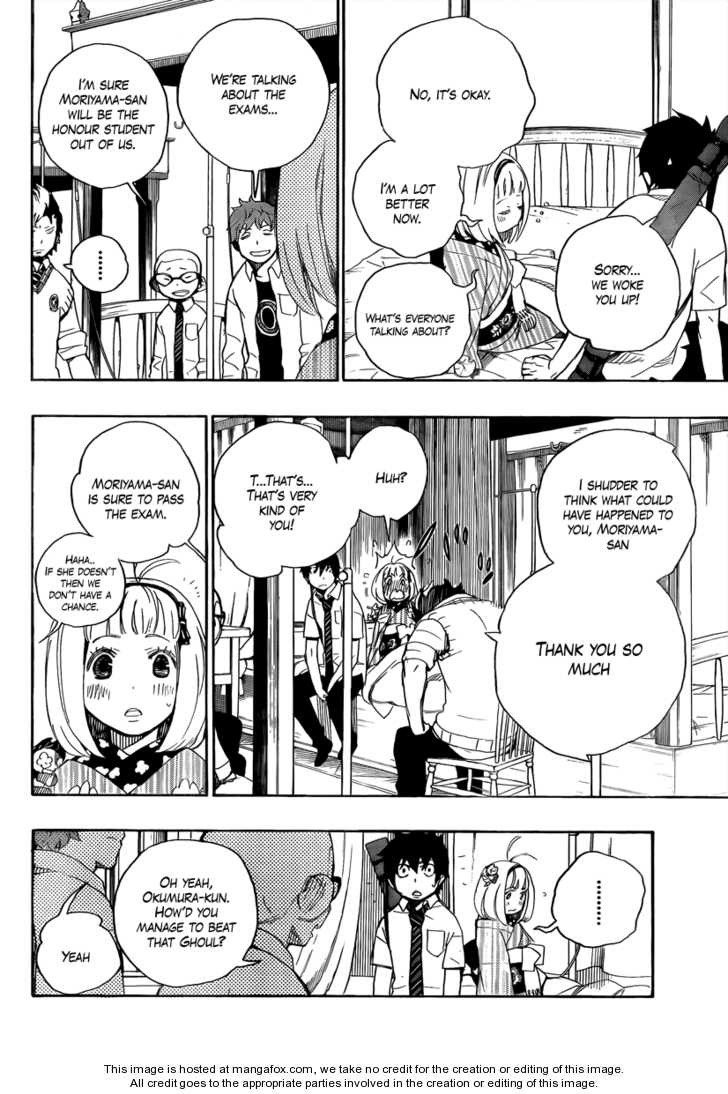 NO, IT'S OKAY.
I'M A LOT
BETTER
NOW.
SORRY...
WE WOKE
YOU UP!
WHAT'S EVERYONE
TALKING ABOUT?
WE'RE TALKING
ABOUT THE
EXAMS...
I'M SURE
MORIYAMA-SAN
WILL BE THE
HONOUR STUDENT
OUT OF US.
......
I SHUDDER TO
THINK WHAT COULD
HAVE HAPPENED TO
YOU, MORIYAMA-
SAN
THANK YOU SO
MUCH
HUH?
T...THAT'S...
THAT'S VERY
KIND OF
YOU!
MORIYAMA-SAN
IS SURE TO PASS
THE EXAM.
HAHA..
IF SHE DOESN'T
THEN WE
DON'T HAVE A
CHANCE.
......
OH YEAH,
OKUMURA-KUN.
HOW'D YOU
MANAGE TO BEAT
THAT GHOUL?
YEAH
This image is hosted at mangafox.com, we take no credit for the creation or editing of this image.
All credit goes to the appropriate parties involved in the creation or editing of this image.